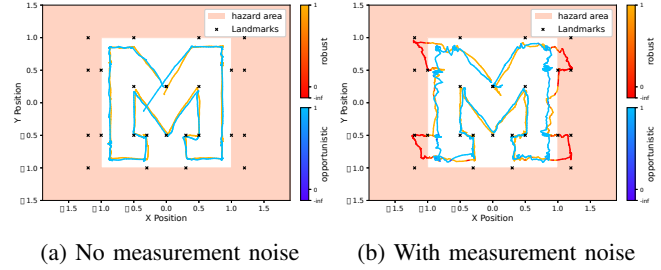 1.5
1.0
0.5
0.0
▯ 0.5
▯ 1.0
▯ 1.5
Y Position
▯ 1.5 ▯ 1.0 ▯ 0.5 0.0 0.5 1.0 1.5
X Position
hazard area
Landmarks
1
0
-inf
robust
1
0
-inf
opportunistic
(a) No measurement noise
1.5
1.0
0.5
0.0
▯ 0.5
▯ 1.0
▯ 1.5
Y Position
▯ 1.5 ▯ 1.0 ▯ 0.5 0.0 0.5 1.0 1.5
X Position
hazard area
Landmarks
1
0
-inf
robust
1
0
-inf
opportunistic
(b) With measurement noise